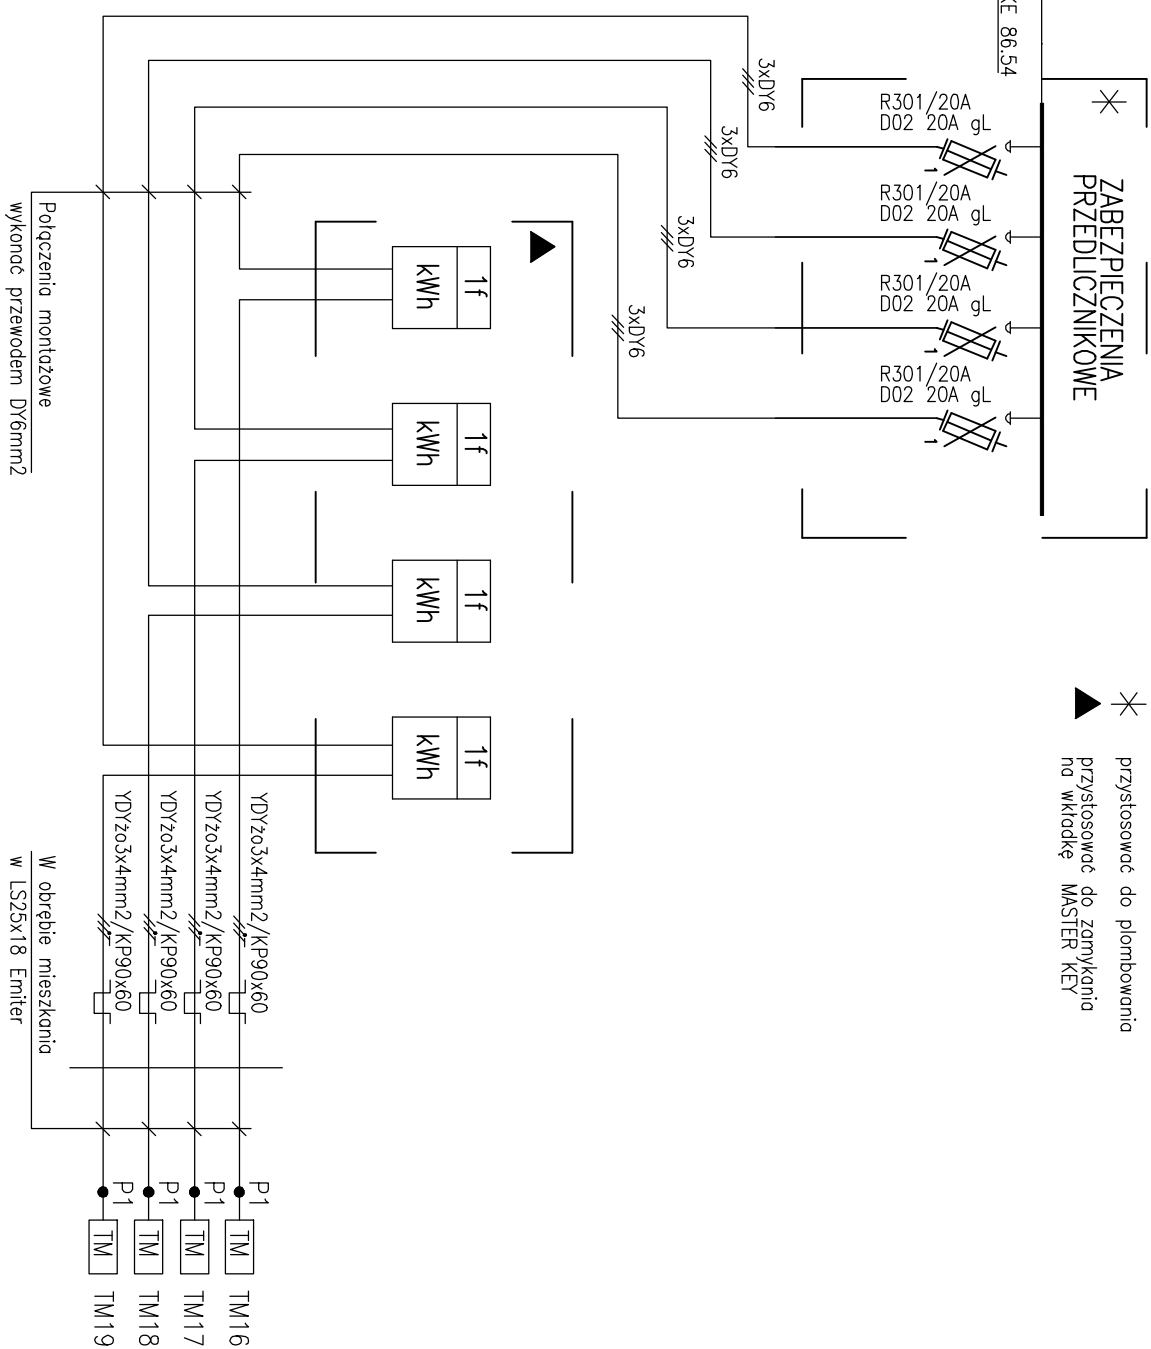 KE 86.54
ZABEZPIECZENIA
PRZEDLICZNIKOWE
R301/20A
D02 20A gL
1
R301/20A
D02 20A gL
1
R301/20A
D02 20A gL
1
R301/20A
D02 20A gL
1
3xDY6
3xDY6
3xDY6
3xDY6
przystosować do plombowania
przystosować do zamykania
na wkładkę MASTER KEY
1f
kWh
1f
kWh
1f
kWh
1f
kWh
Połączenia montażowe
wykonać przewodem DY6mm2
YDYżo3x4mm2/KP90x60
YDYżo3x4mm2/KP90x60
YDYżo3x4mm2/KP90x60
YDYżo3x4mm2/KP90x60
W obrębie mieszkania
w LS25x18 Emiter
P1
TM
TM16
P1
TM
TM17
P1
TM
TM18
P1
TM
TM19